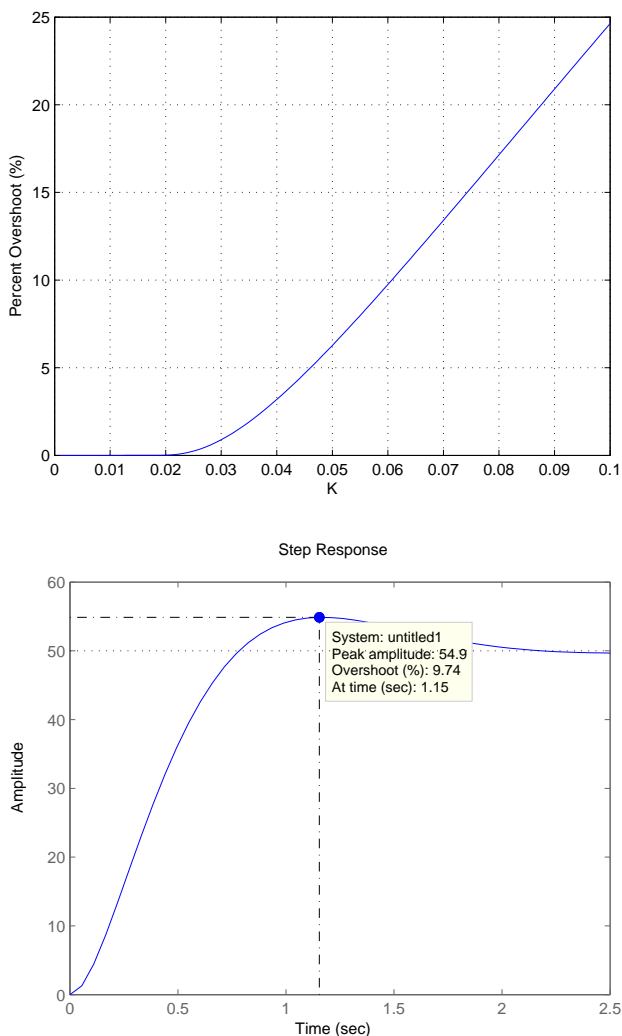 25
20
15
10
5
0
Percent Overshoot (%)
0 0.01 0.02 0.03 0.04 0.05 0.06 0.07 0.08 0.09 0.1
K
Step Response
60
50
40
30
20
10
0
Amplitude
System: untitled1
Peak amplitude: 54.9
Overshoot (%): 9.74
At time (sec): 1.15
0 0.5 1 1.5 2 2.5
Time (sec)